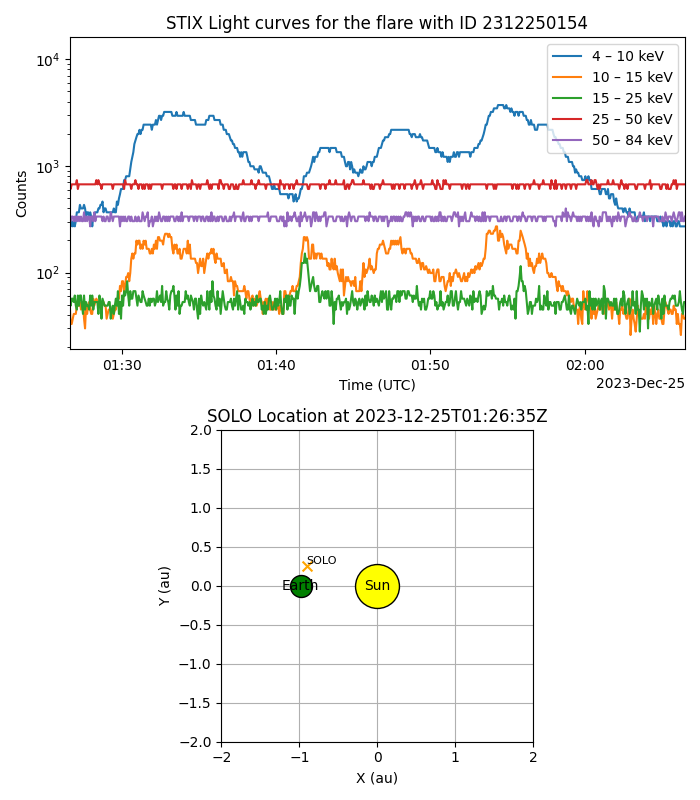 STIX Light curves for the flare with ID 2312250154
10⁴
10³
10²
Counts
4 – 10 keV
10 – 15 keV
15 – 25 keV
25 – 50 keV
50 – 84 keV
01:30 01:40 01:50 02:00
Time (UTC)
2023-Dec-25
SOLO Location at 2023-12-25T01:26:35Z
2.0
1.5
1.0
0.5
0.0
−0.5
−1.0
−1.5
−2.0
Y (au)
SOLO
Earth
Sun
−2 −1 0 1 2
X (au)